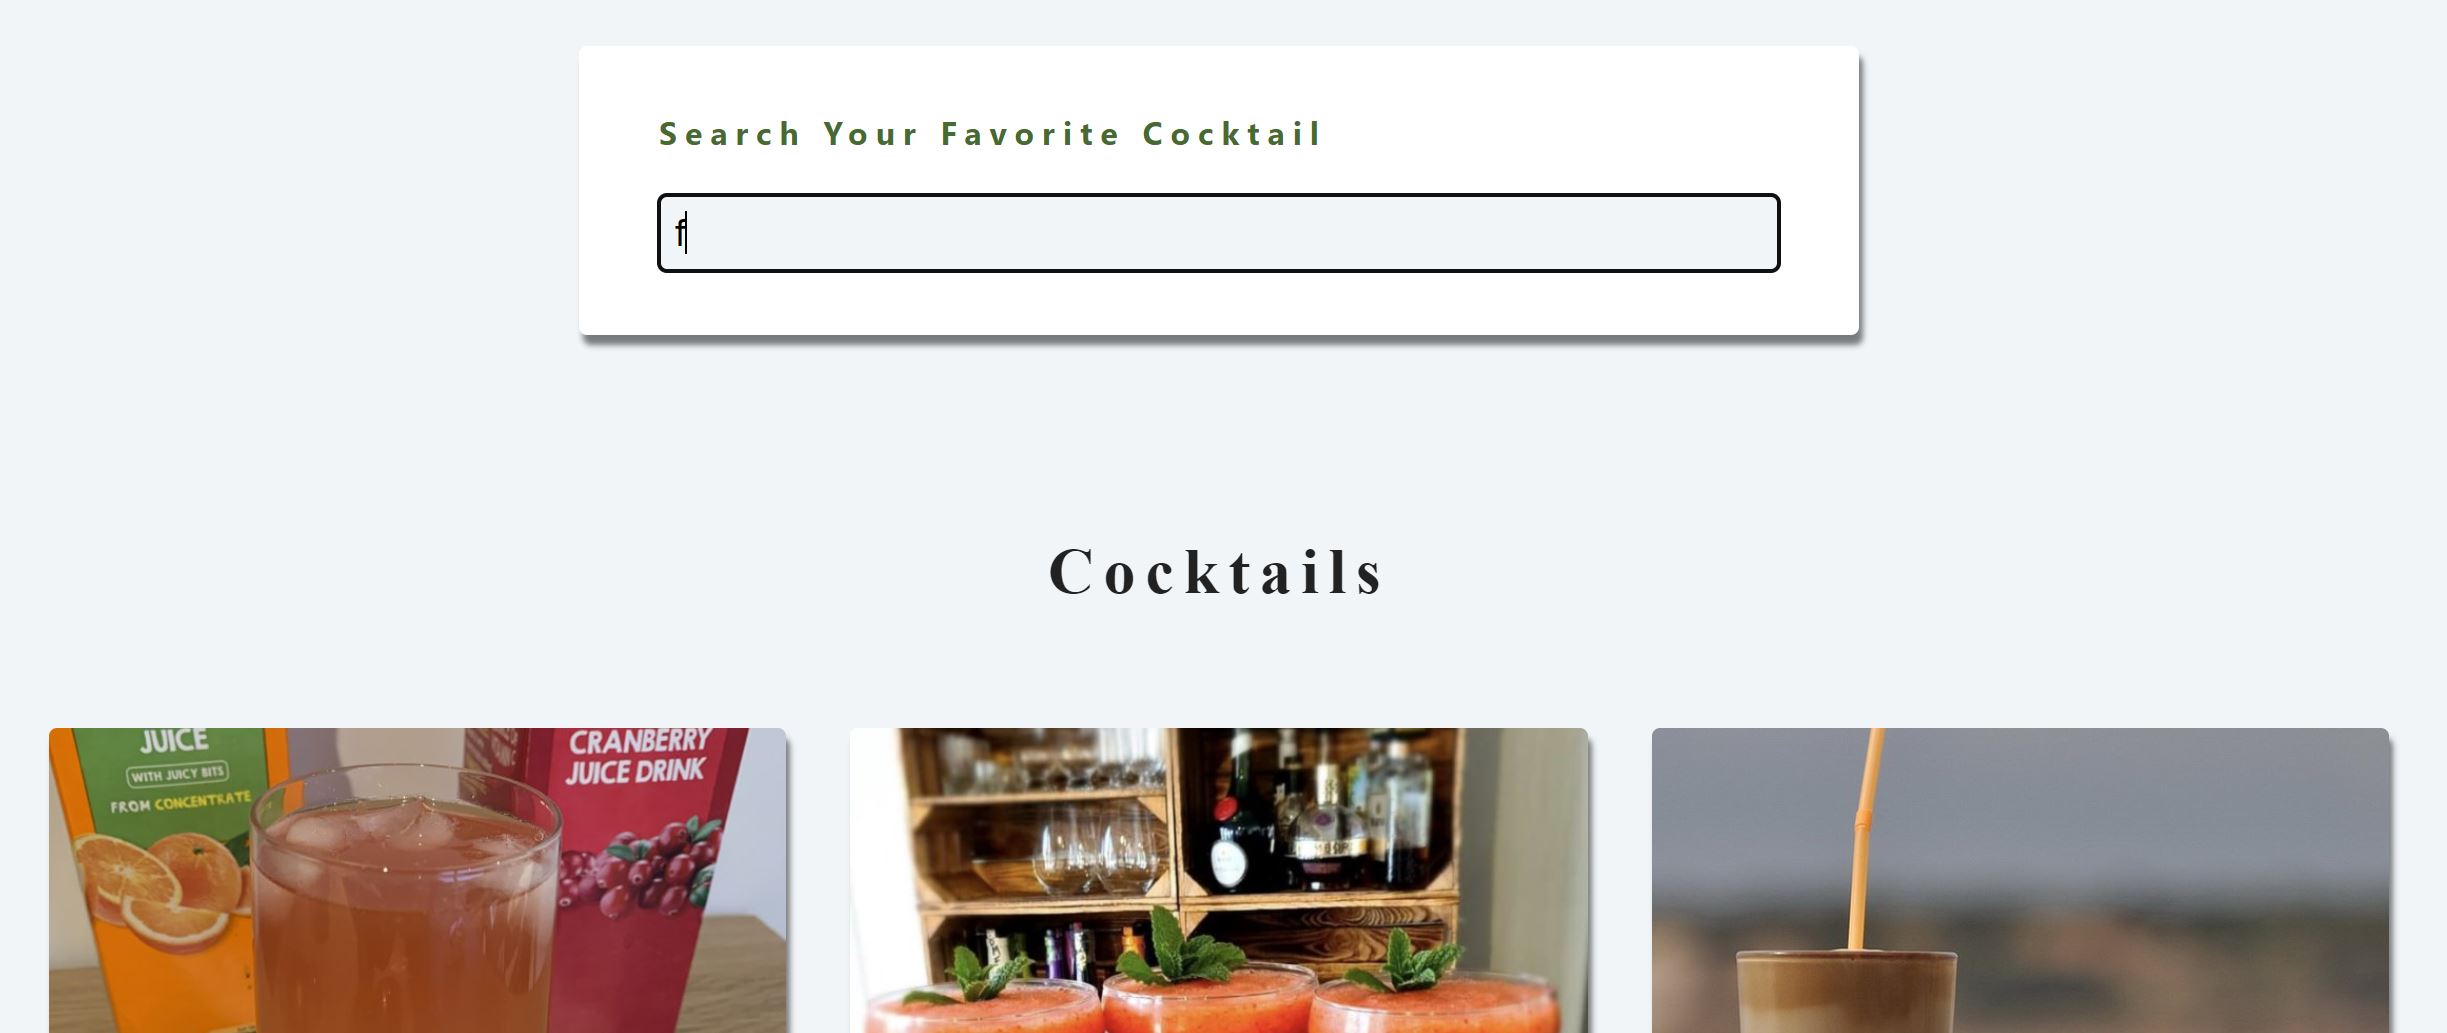 Search Your Favorite Cocktail
f
Cocktails
JUICE
WITH JUICY BITS
FROM CONCENTRATE
CRANBERRY
JUICE DRINK